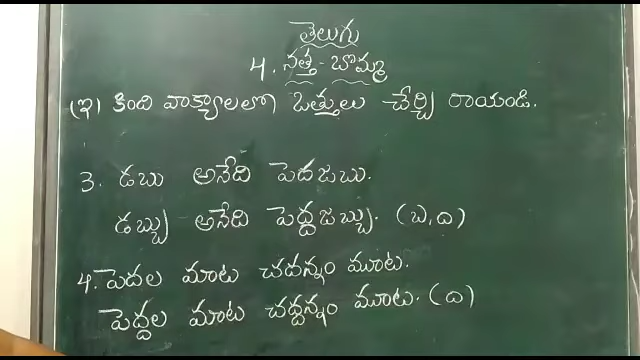 తెలుగు
4. నత్త - బొమ్మ
(ఇ) కింది వాక్యాలలో ఒత్తులు చేర్చి రాయండి.
3. డబు అనేది పెదజబు.
డబ్బు అనేది పెద్దజబ్బు. (బ,ద)
4. పెదల మాట చదన్నం మూట.
పెద్దల మాట చద్దన్నం మూట. (ద)